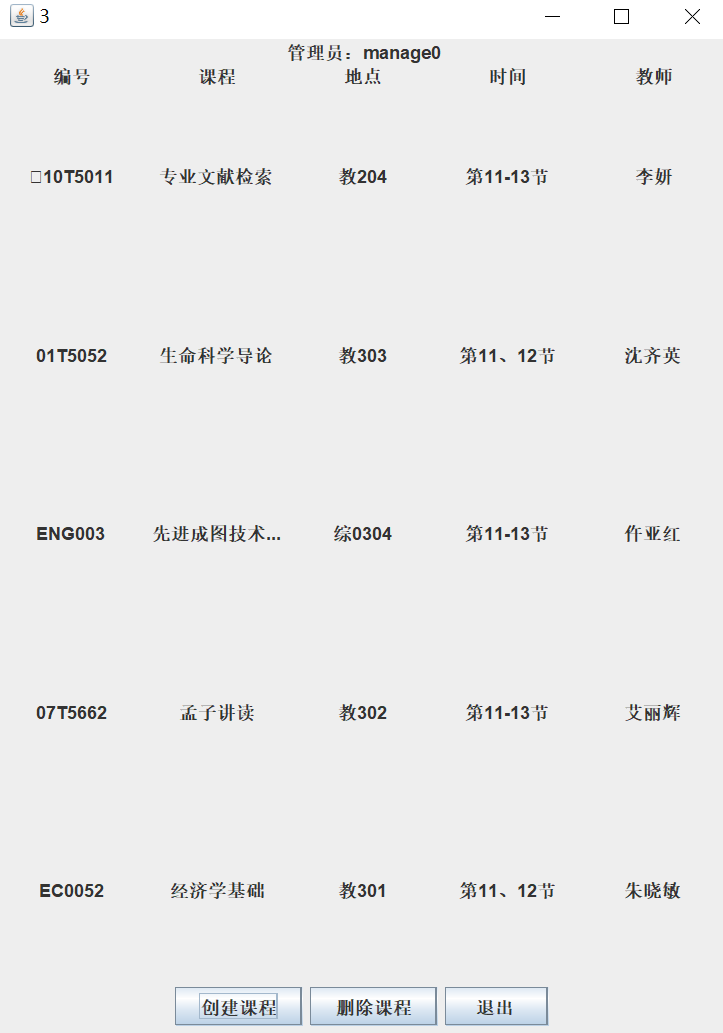 3
管理员：manage0
编号 课程 地点 时间 教师
□10T5011 专业文献检索 教204 第11-13节 李妍
01T5052 生命科学导论 教303 第11、12节 沈齐英
ENG003 先进成图技术... 综0304 第11-13节 仵亚红
07T5662 孟子讲读 教302 第11-13节 艾丽辉
EC0052 经济学基础 教301 第11、12节 朱晓敏
创建课程 删除课程 退出